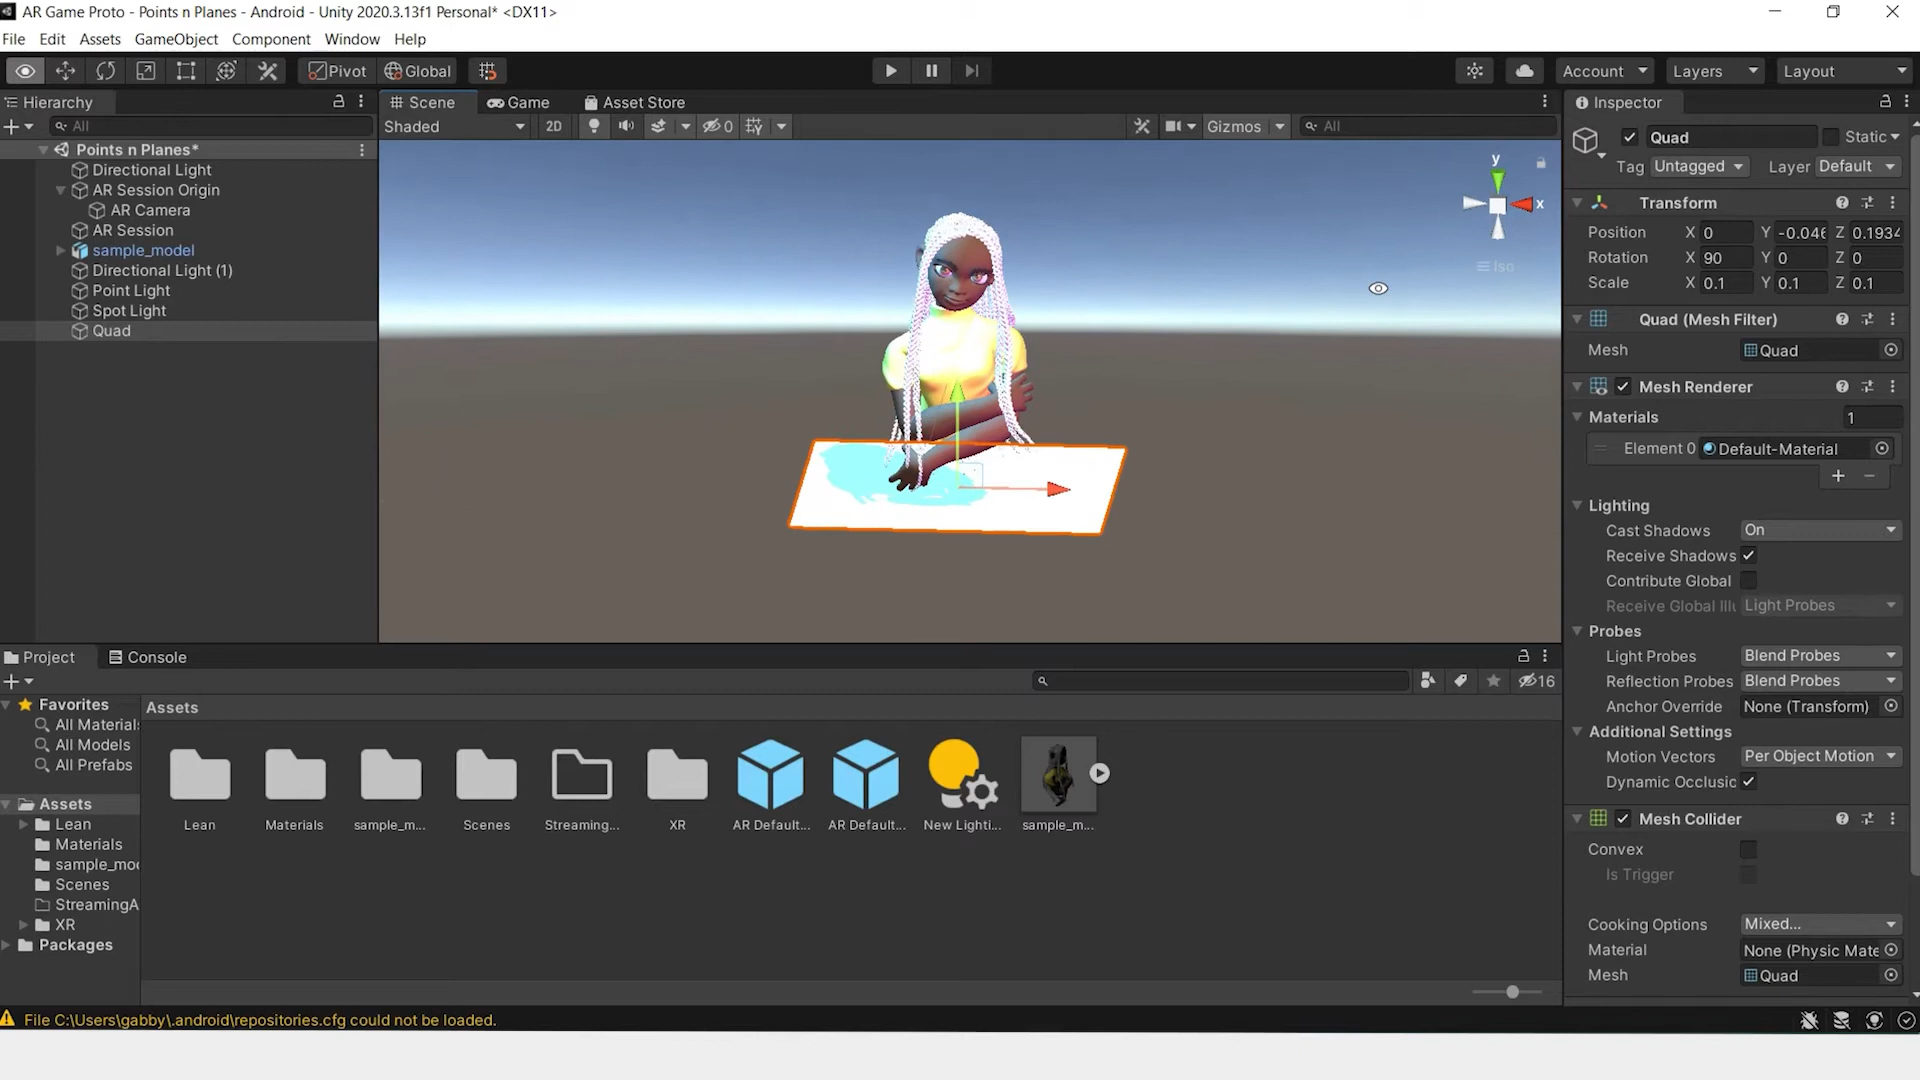 AR Game Proto - Points n Planes - Android - Unity 2020.3.13f1 Personal* <DX11>
File Edit Assets GameObject Component Window Help
Pivot Global Account Layers Layout
Hierarchy
All
Points n Planes*
Directional Light
AR Session Origin
AR Camera
AR Session
sample_model
Directional Light (1)
Point Light
Spot Light
Quad
Scene Game Asset Store
Shaded 2D 0 Gizmos All
y
x
Iso
Inspector
Quad Static
Tag Untagged Layer Default
Transform
Position X 0 Y -0.046 Z 0.1934
Rotation X 90 Y 0 Z 0
Scale X 0.1 Y 0.1 Z 0.1
Quad (Mesh Filter)
Mesh Quad
Mesh Renderer
Materials 1
Element 0 Default-Material
Lighting
Cast Shadows On
Receive Shadows
Contribute Global
Receive Global Illu Light Probes
Probes
Light Probes Blend Probes
Reflection Probes Blend Probes
Anchor Override None (Transform)
Additional Settings
Motion Vectors Per Object Motion
Dynamic Occlusic
Mesh Collider
Convex
Is Trigger
Cooking Options Mixed...
Material None (Physic Mate
Mesh Quad
Project Console
16
Favorites
All Materials
All Models
All Prefabs
Assets
Lean
Materials
sample_mod
Scenes
StreamingA
XR
Packages
Assets
Lean Materials sample_m... Scenes Streaming... XR AR Default... AR Default... New Lighti... sample_m...
File C:\Users\gabby\.android\repositories.cfg could not be loaded.